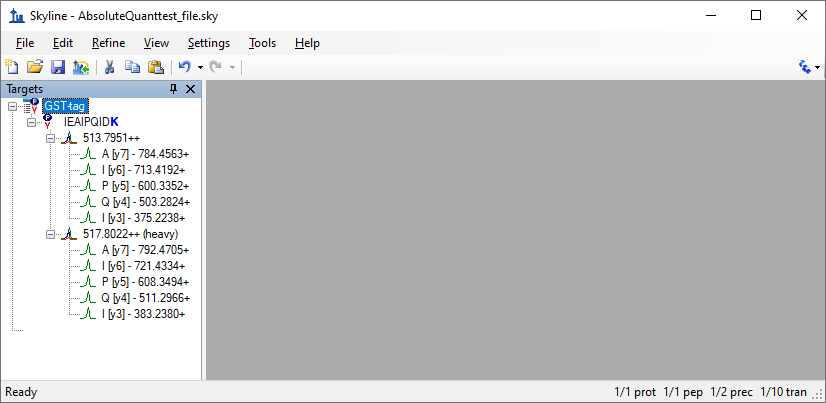 Skyline - AbsoluteQuanttest_file.sky
File Edit Refine View Settings Tools Help
Targets
GST-tag
IEAIPQIDK
513.7951++
A [y7] - 784.4563+
I [y6] - 713.4192+
P [y5] - 600.3352+
Q [y4] - 503.2824+
I [y3] - 375.2238+
517.8022++ (heavy)
A [y7] - 792.4705+
I [y6] - 721.4334+
P [y5] - 608.3494+
Q [y4] - 511.2966+
I [y3] - 383.2380+
Ready 1/1 prot 1/1 pep 1/2 prec 1/10 tran